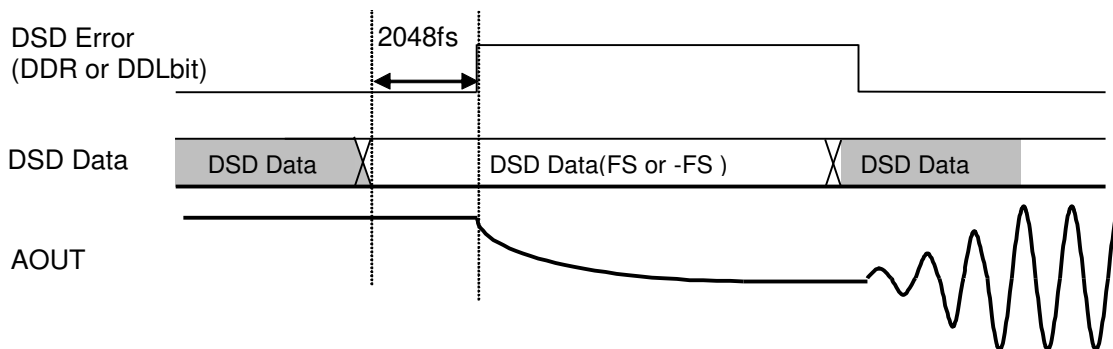 DSD Error
(DDR or DDLbit)
2048fs
DSD Data
DSD Data
DSD Data(FS or -FS )
DSD Data
AOUT